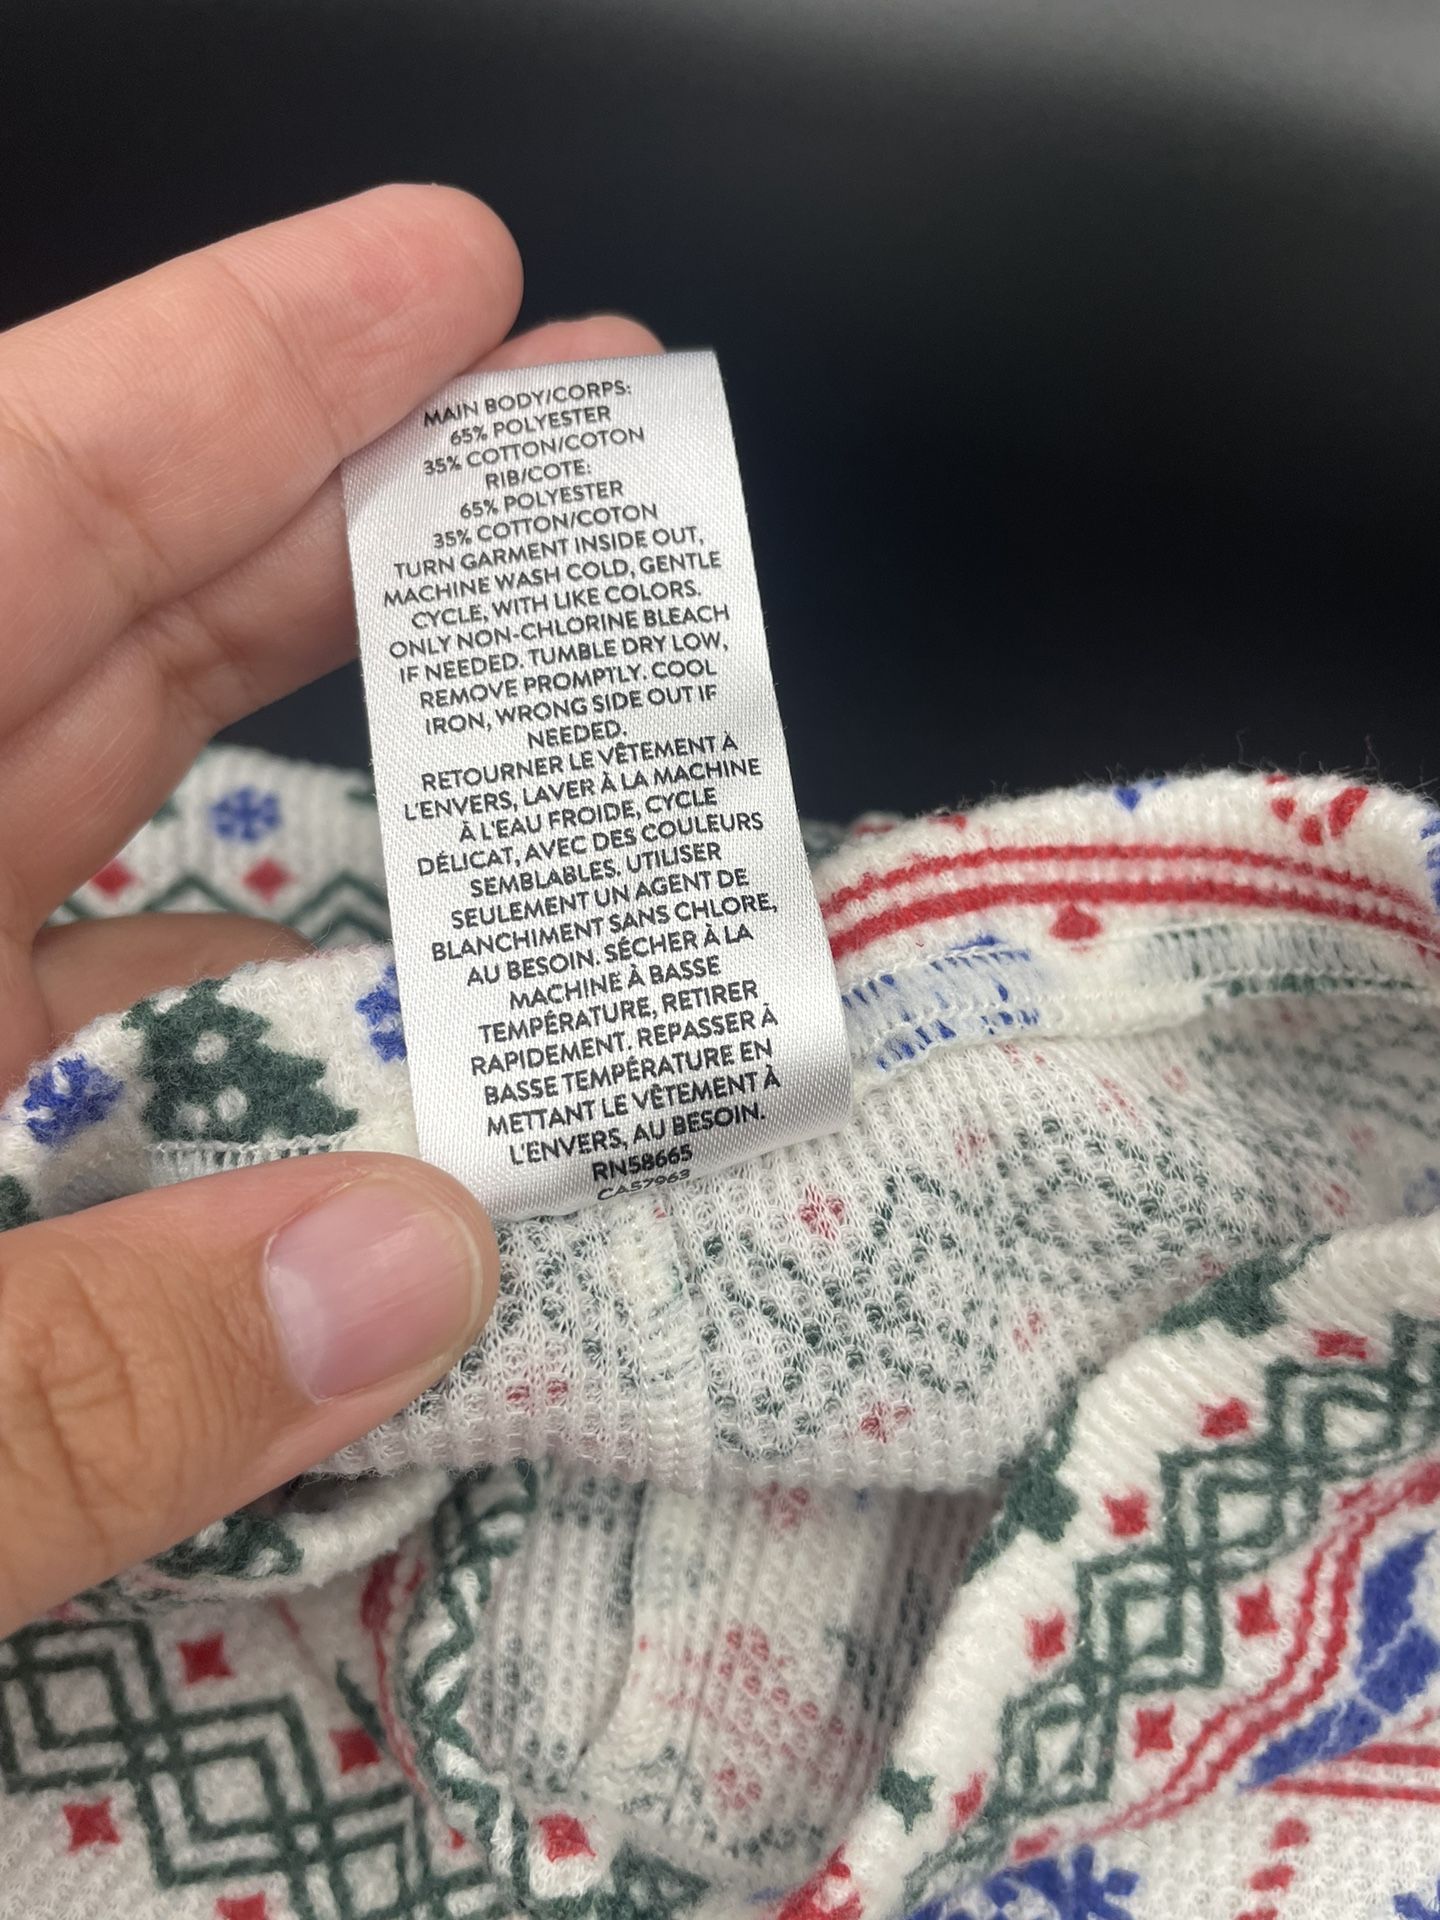 MAIN BODY/CORPS:
65% POLYESTER
35% COTTON/COTON
RIB/COTE:
65% POLYESTER
35% COTTON/COTON
TURN GARMENT INSIDE OUT,
MACHINE WASH COLD, GENTLE
CYCLE, WITH LIKE COLORS.
ONLY NON-CHLORINE BLEACH
IF NEEDED. TUMBLE DRY LOW,
REMOVE PROMPTLY. COOL
IRON, WRONG SIDE OUT IF
NEEDED.
RETOURNER LE VÊTEMENT À
L'ENVERS, LAVER À LA MACHINE
À L'EAU FROIDE, CYCLE
DÉLICAT, AVEC DES COULEURS
SEMBLABLES. UTILISER
SEULEMENT UN AGENT DE
BLANCHIMENT SANS CHLORE,
AU BESOIN. SÉCHER À LA
MACHINE À BASSE
TEMPÉRATURE, RETIRER
RAPIDEMENT. REPASSER À
BASSE TEMPÉRATURE EN
METTANT LE VÊTEMENT À
L'ENVERS, AU BESOIN.
RN58665
CA57963